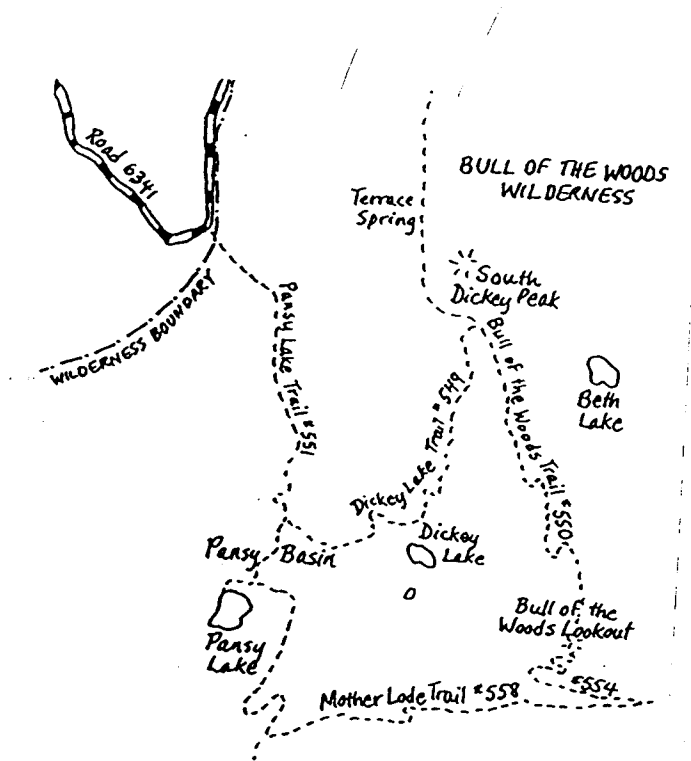 Road 6341
BULL OF THE WOODS
WILDERNESS
Terrace
Spring
South
Dickey Peak
WILDERNESS BOUNDARY
Pansy Lake Trail #551
Bull of the Woods Trail #550
Dickey Lake Trail #549
Beth
Lake
Pansy Basin
Dickey
Lake
Pansy
Lake
Bull of the
Woods Lookout
#554
Mother Lode Trail #558